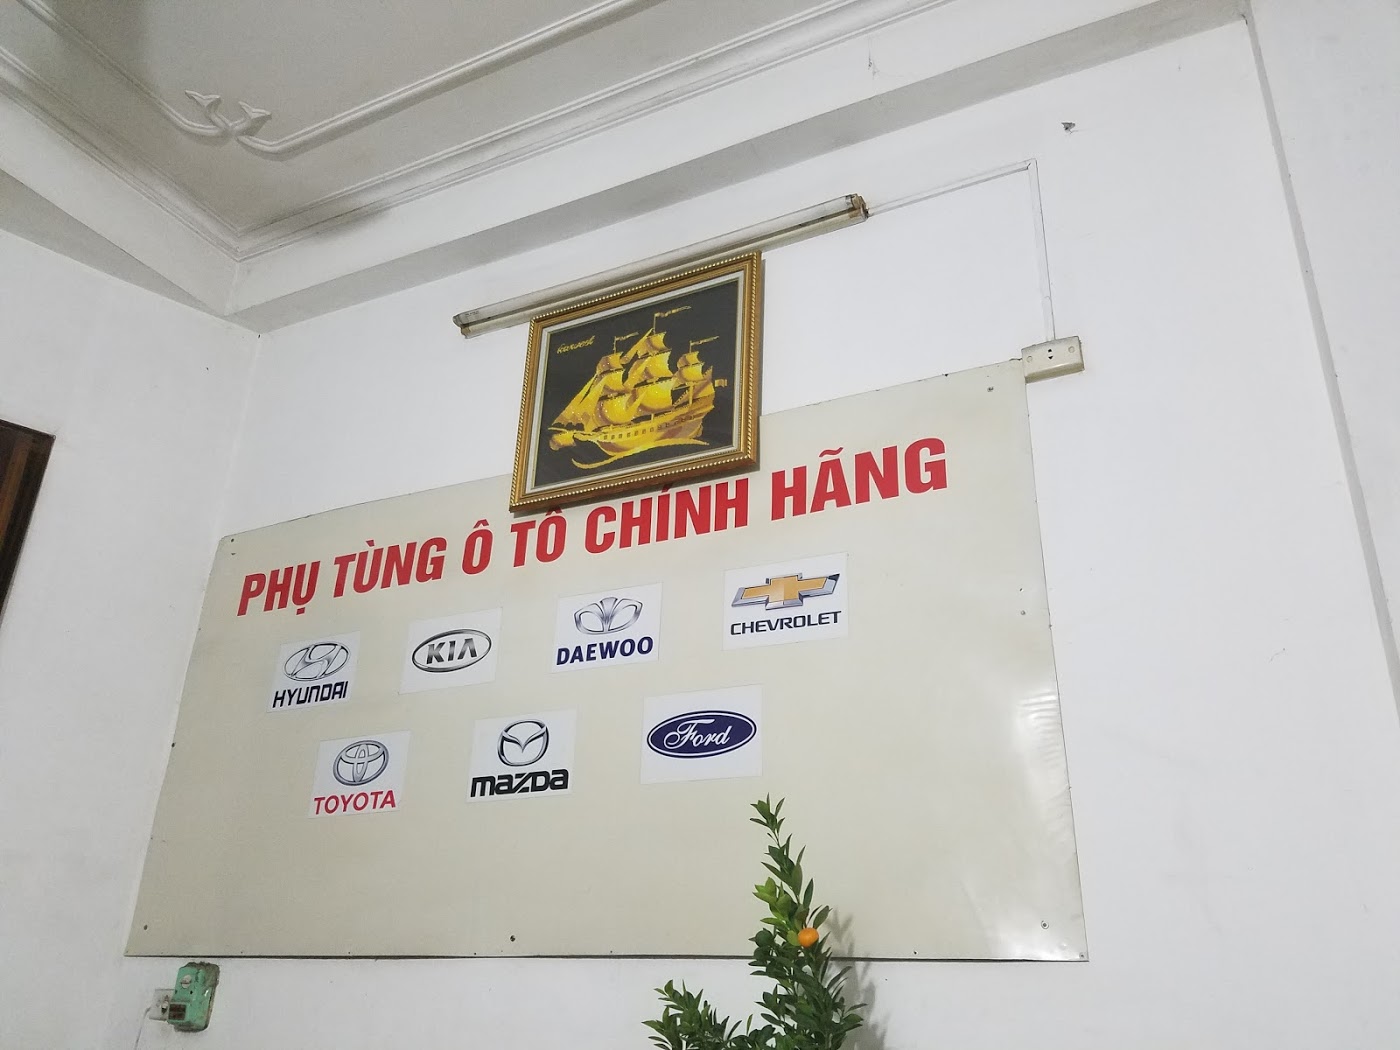 PHỤ TÙNG Ô TÔ CHÍNH HÃNG
HYUNDAI
KIA
DAEWOO
CHEVROLET
TOYOTA
mazda
Ford